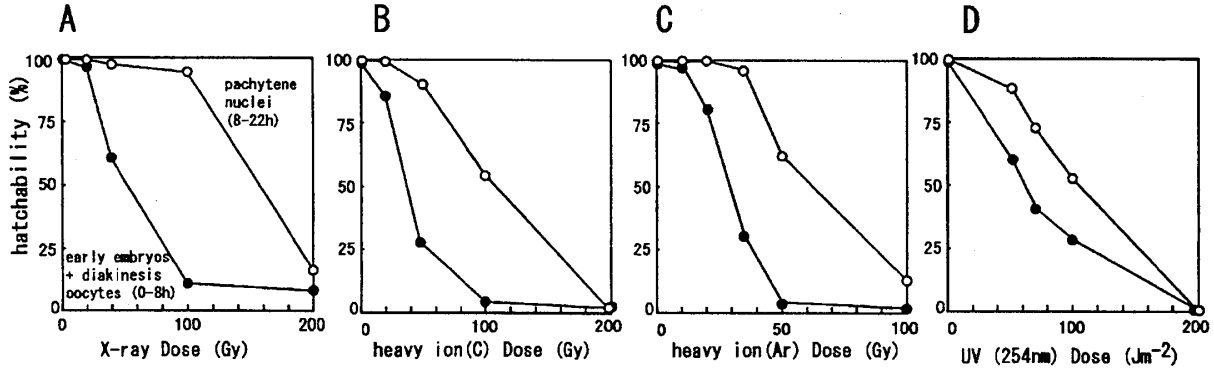 A
B
C
D
hatchability (%)
100
75
50
25
0
pachytene
nuclei
(8-22h)
early embryos
+ diakinesis
oocytes (0-8h)
0
100
200
X-ray Dose (Gy)
100
75
50
25
0
0
100
200
heavy ion(C) Dose (Gy)
100
75
50
25
0
0
50
100
heavy ion(Ar) Dose (Gy)
100
75
50
25
0
0
100
200
UV (254nm) Dose (Jm⁻²)